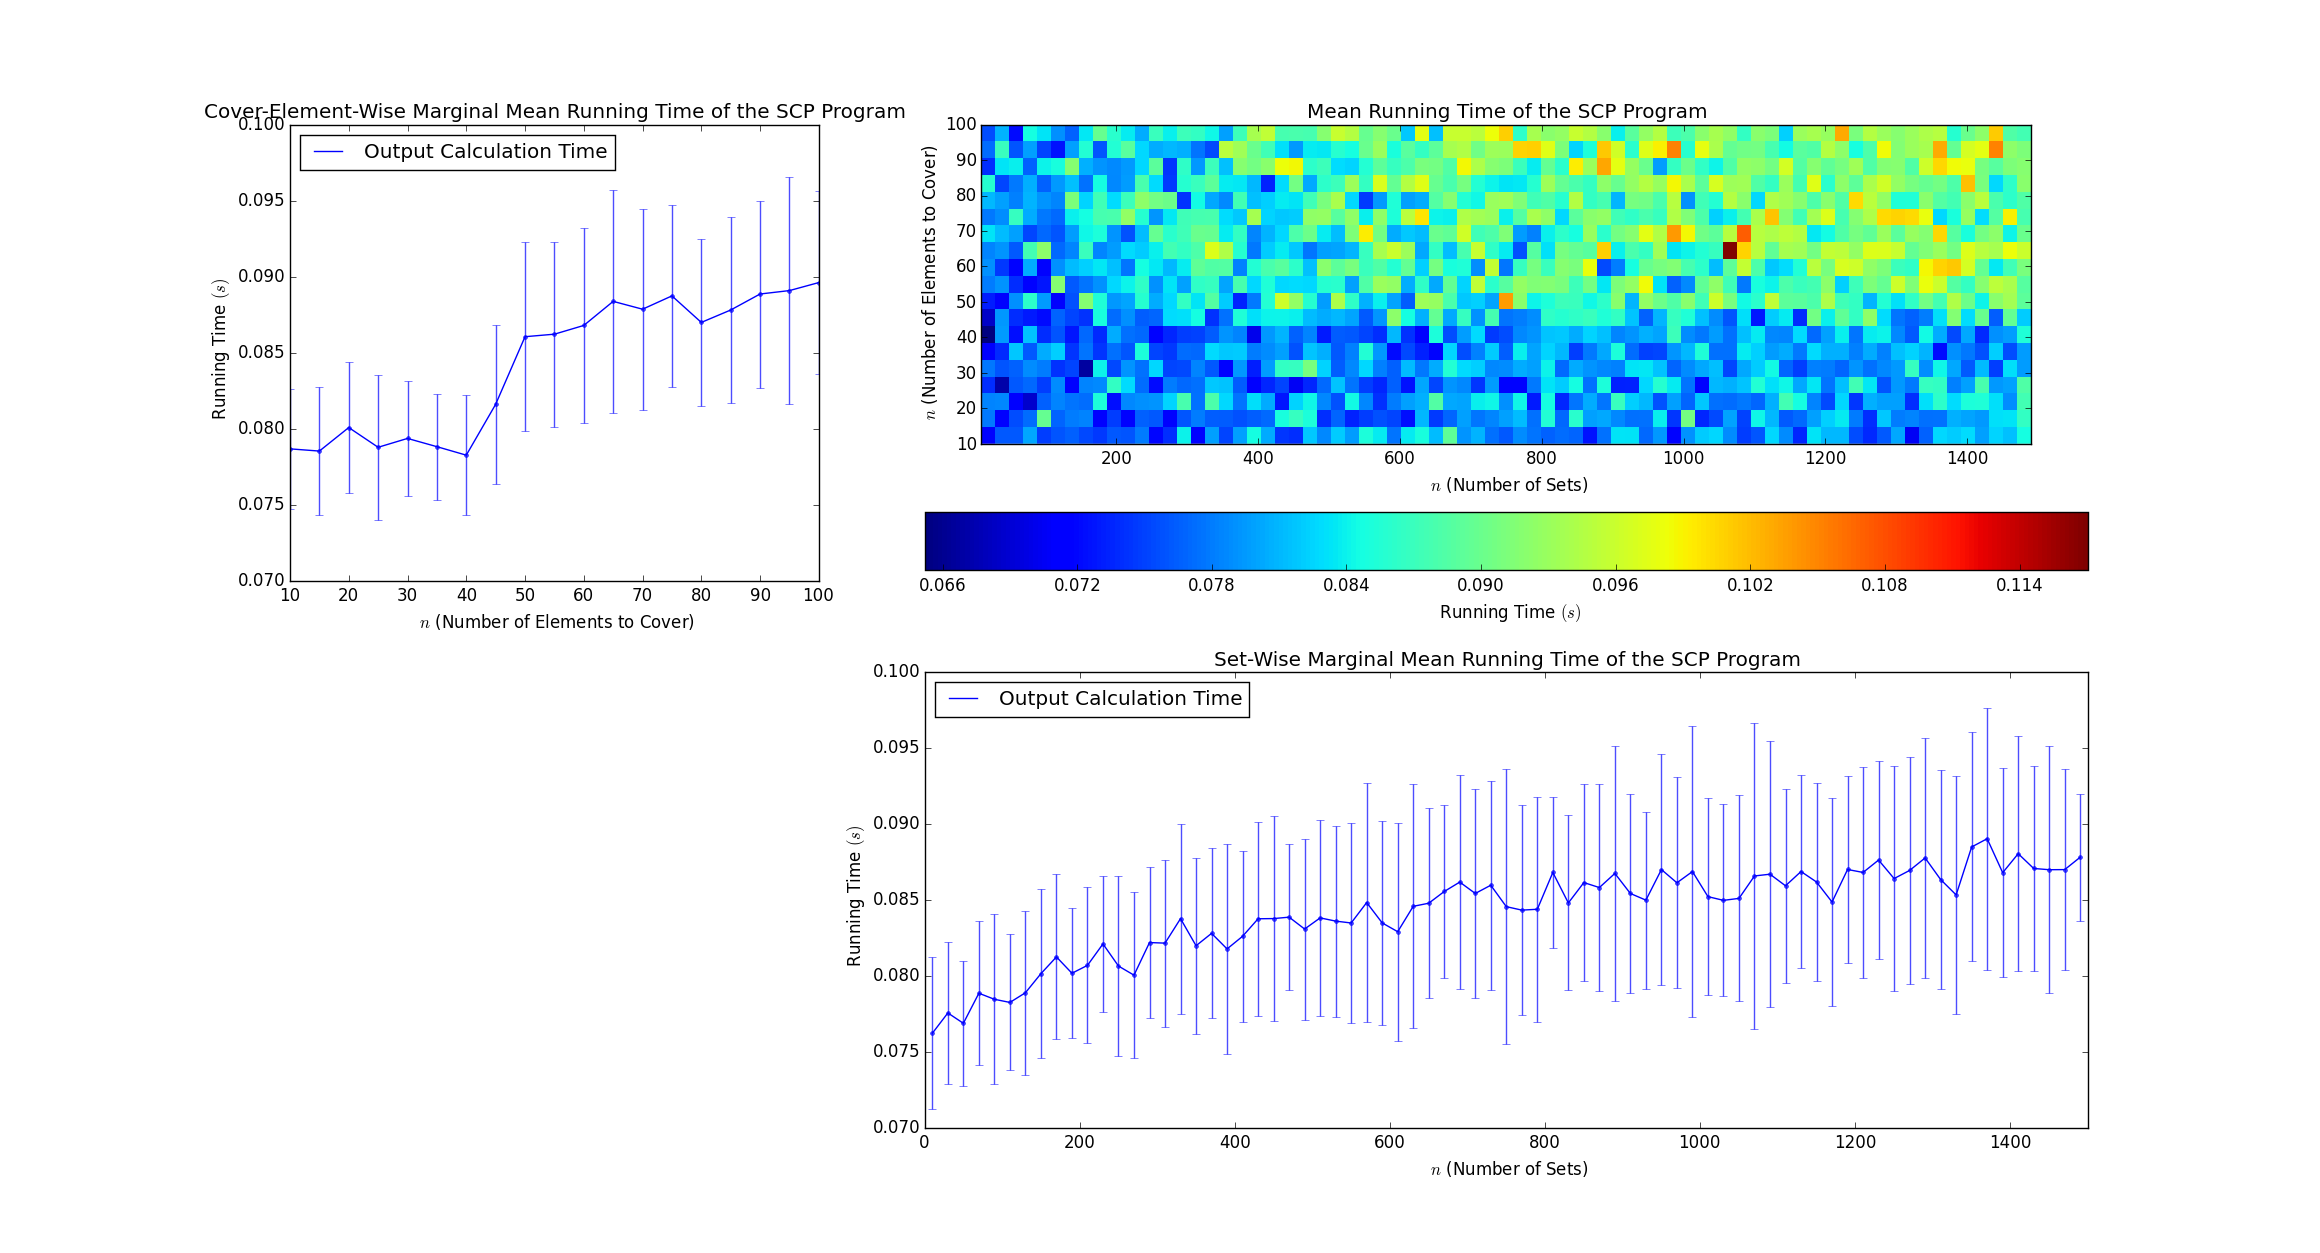 Cover-Element-Wise Marginal Mean Running Time of the SCP Program
0.100
0.095
0.090
0.085
0.080
0.075
0.070
Running Time (s)
Output Calculation Time
10 20 30 40 50 60 70 80 90 100
n (Number of Elements to Cover)
Mean Running Time of the SCP Program
100
90
80
70
60
50
40
30
20
10
n (Number of Elements to Cover)
200 400 600 800 1000 1200 1400
n (Number of Sets)
0.066 0.072 0.078 0.084 0.090 0.096 0.102 0.108 0.114
Running Time (s)
Set-Wise Marginal Mean Running Time of the SCP Program
0.100
0.095
0.090
0.085
0.080
0.075
0.070
Running Time (s)
Output Calculation Time
0 200 400 600 800 1000 1200 1400
n (Number of Sets)